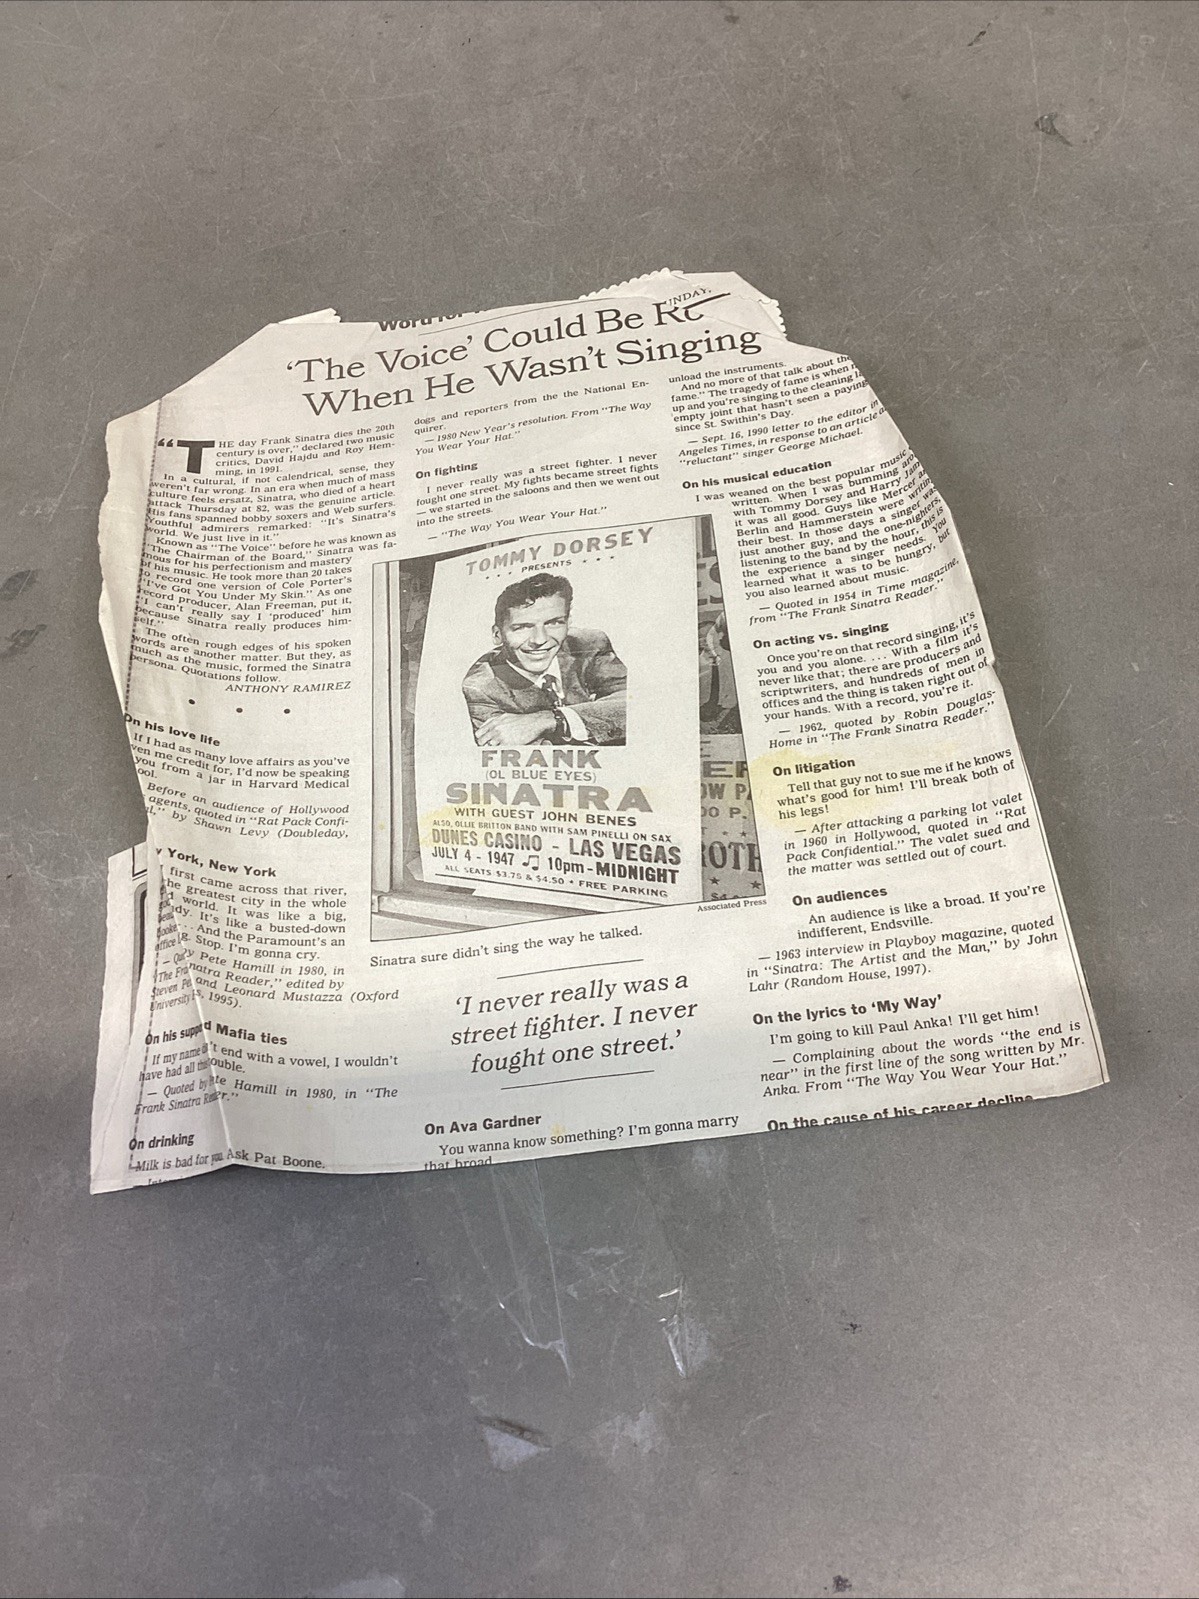 'The Voice' Could Be
When He Wasn't Singing
UNDAY,
"THE day Frank Sinatra dies the 20th
century is over," declared two music
critics, David Hajdu and Roy Hem-
ming, in 1991.
In a cultural, if not calendrical, sense, they
weren't far wrong. In an era when much of mass
culture feels ersatz, Sinatra, who died of a heart
attack Thursday at 82, was the genuine article.
His fans spanned bobby soxers and Web surfers.
Youthful admirers remarked: "It's Sinatra's
world. We just live in it."
Known as "The Voice" before he was known as
"The Chairman of the Board," Sinatra was fa-
mous for his perfectionism and mastery
of his music. He took more than 20 takes
to record one version of Cole Porter's
"I've Got You Under My Skin." As one
record producer, Alan Freeman, put it,
"I can't really say I 'produced' him
because Sinatra really produces him-
self."
The often rough edges of his spoken
words are another matter. But they, as
much as the music, formed the Sinatra
persona. Quotations follow.
ANTHONY RAMIREZ
• • •
On his love life
If I had as many love affairs as you've
ven me credit for, I'd now be speaking
you from a jar in Harvard Medical
ool.
Before an audience of Hollywood
agents, quoted in "Rat Pack Confi-
l," by Shawn Levy (Doubleday,
York, New York
first came across that river,
the greatest city in the whole
world. It was like a big,
dy. It's like a busted-down
And the Paramount's an
office Stop. I'm gonna cry.
Pete Hamill in 1980, in
natra Reader," edited by
and Leonard Mustazza (Oxford
1995).
On his d Mafia ties
If my name 't end with a vowel, I wouldn't
have had all ouble.
— Quoted by te Hamill in 1980, in "The
Frank Sinatra
On drinking
Milk is bad for Ask Pat Boone.
dogs and reporters from the the National En-
quirer.
— 1980 New Year's resolution. From "The Way
You Wear Your Hat."
On fighting
I never really was a street fighter. I never
fought one street. My fights became street fights
— we started in the saloons and then we went out
into the streets.
— "The Way You Wear Your Hat."
TOMMY DORSEY
PRESENTS
FRANK
(OL BLUE EYES)
SINATRA
WITH GUEST JOHN BENES
ALSO, OLLIE BRITTON BAND WITH SAM PINELLI ON SAX
DUNES CASINO - LAS VEGAS
JULY 4 - 1947 ♫ 10pm - MIDNIGHT
ALL SEATS $3.75 & $4.50 • FREE PARKING
Associated Press
Sinatra sure didn't sing the way he talked.
'I never really was a
street fighter. I never
fought one street.'
On Ava Gardner
You wanna know something? I'm gonna marry
that broad
unload the instruments.
And no more of that talk about the
fame." The tragedy of fame is when
up and you're singing to the cleaning
empty joint that hasn't seen a paying
since St. Swithin's Day.
— Sept. 16, 1990 letter to the editor in
Angeles Times, in response to an article
"reluctant" singer George Michael.
On his musical education
I was weaned on the best popular music
written. When I was bumming
with Tommy Dorsey and Harry
it was all good. Guys like Mercer
Berlin and Hammerstein were
their best. In those days a singer was
just another guy, and the one-nighters,
listening to the band by the hour, this is
the experience a singer needs. You
learned what it was to be hungry, but
you also learned about music.
— Quoted in 1954 in Time magazine,
from "The Frank Sinatra Reader."
On acting vs. singing
Once you're on that record singing, it's
you and you alone. ... With a film it's
never like that; there are producers and
scriptwriters, and hundreds of men in
offices and the thing is taken right out of
your hands. With a record, you're it.
— 1962, quoted by Robin Douglas-
Home in "The Frank Sinatra Reader."
On litigation
Tell that guy not to sue me if he knows
what's good for him! I'll break both of
his legs!
— After attacking a parking lot valet
in 1960 in Hollywood, quoted in "Rat
Pack Confidential." The valet sued and
the matter was settled out of court.
On audiences
An audience is like a broad. If you're
indifferent, Endsville.
— 1963 interview in Playboy magazine, quoted
in "Sinatra: The Artist and the Man," by John
Lahr (Random House, 1997).
On the lyrics to 'My Way'
I'm going to kill Paul Anka! I'll get him!
— Complaining about the words "the end is
near" in the first line of the song written by Mr.
Anka. From "The Way You Wear Your Hat."
On the cause of his career decline